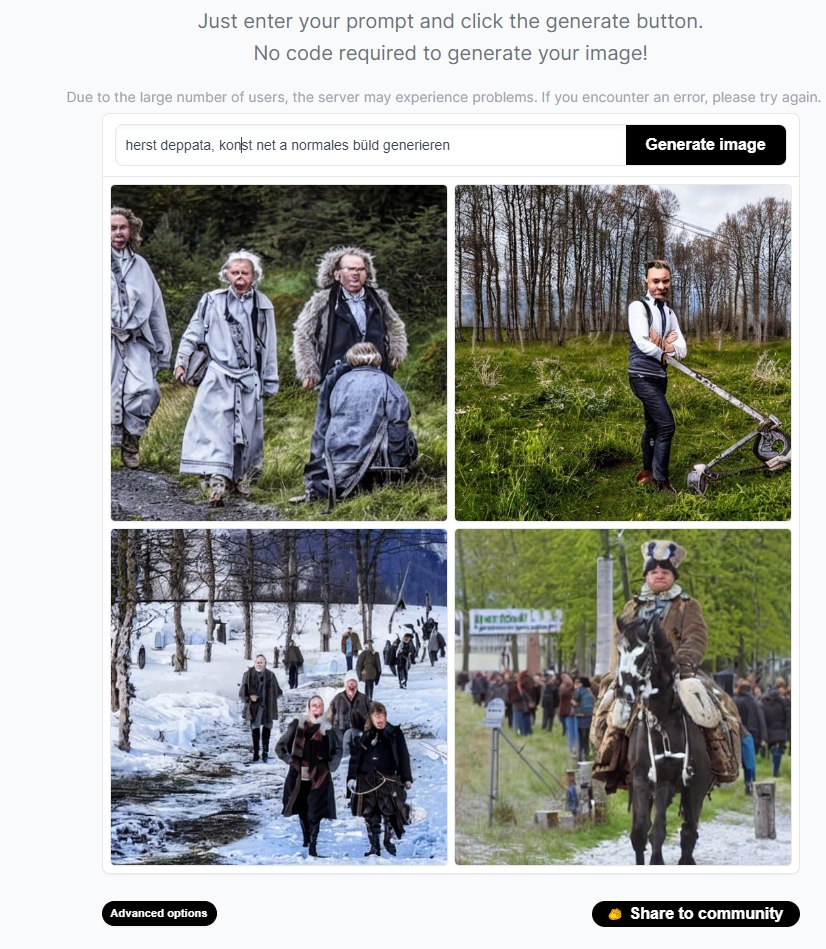 Just enter your prompt and click the generate button.
No code required to generate your image!
Due to the large number of users, the server may experience problems. If you encounter an error, please try again.
herst deppata, konst net a normales büld generieren
Generate image
Advanced options
Share to community